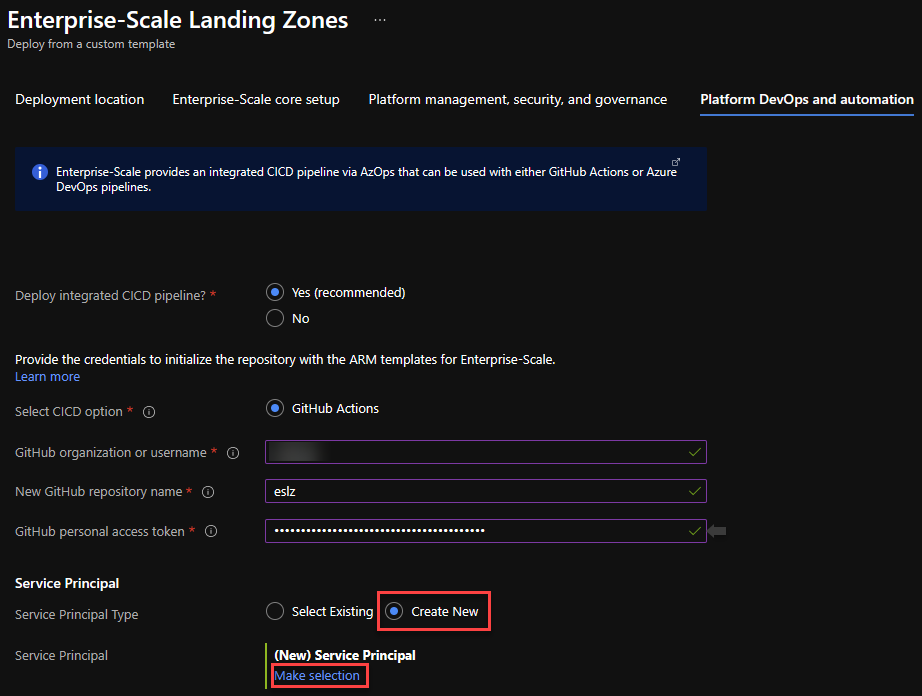 Enterprise-Scale Landing Zones ...
Deploy from a custom template
Deployment location Enterprise-Scale core setup Platform management, security, and governance Platform DevOps and automation
Enterprise-Scale provides an integrated CICD pipeline via AzOps that can be used with either GitHub Actions or Azure
DevOps pipelines.
Deploy integrated CICD pipeline? * Yes (recommended)
No
Provide the credentials to initialize the repository with the ARM templates for Enterprise-Scale.
Learn more
Select CICD option * GitHub Actions
GitHub organization or username *
New GitHub repository name * eslz
GitHub personal access token * ••••••••••••••••••••••••••••••••••••••••
Service Principal
Service Principal Type Select Existing Create New
Service Principal (New) Service Principal
Make selection